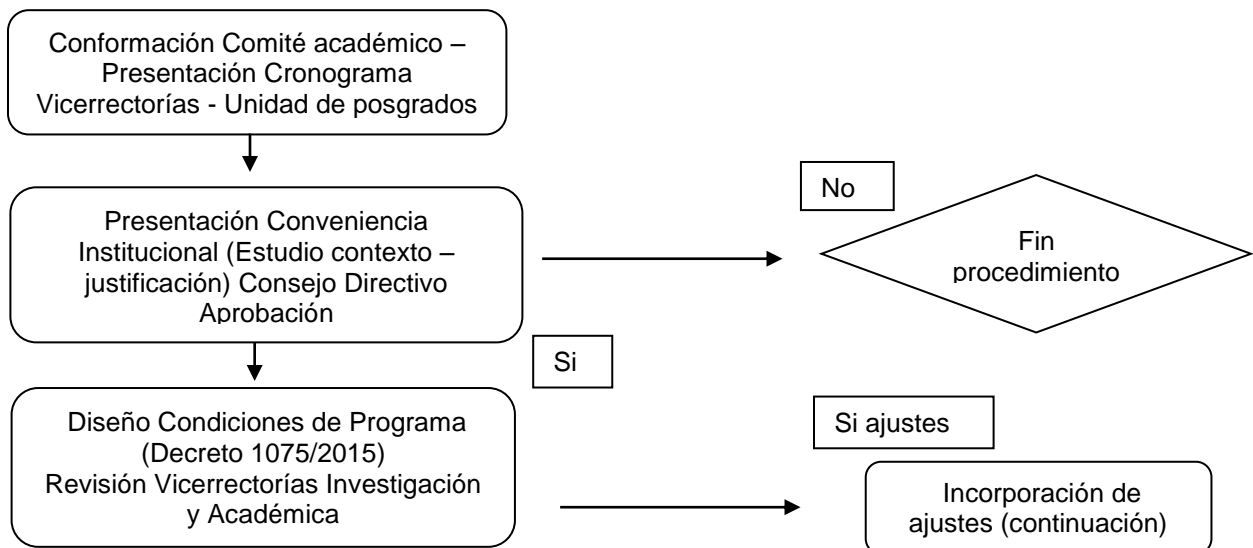 Conformación Comité académico –
Presentación Cronograma
Vicerrectorías - Unidad de posgrados
No
Presentación Conveniencia
Institucional (Estudio contexto –
justificación) Consejo Directivo
Aprobación
Fin
procedimiento
Si
Diseño Condiciones de Programa
(Decreto 1075/2015)
Revisión Vicerrectorías Investigación
y Académica
Si ajustes
Incorporación de
ajustes (continuación)